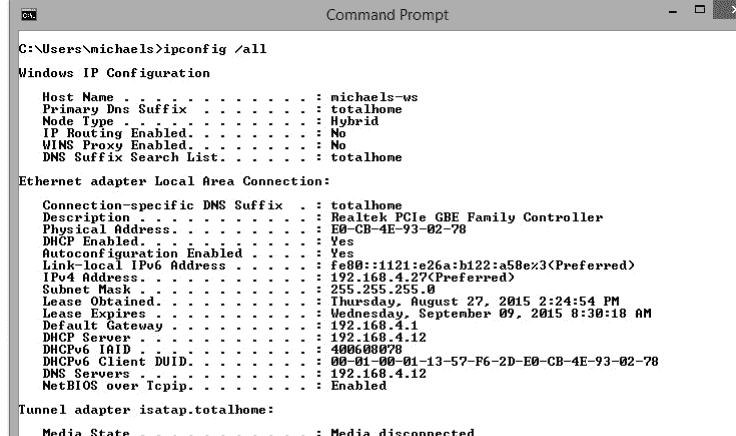 Command Prompt
C:\Users\michaels>ipconfig /all
Windows IP Configuration
Host Name . . . . . . . . . . . . : michaels-ws
Primary Dns Suffix . . . . . . . : totalhome
Node Type . . . . . . . . . . . . : Hybrid
IP Routing Enabled. . . . . . . . : No
WINS Proxy Enabled. . . . . . . . : No
DNS Suffix Search List. . . . . . : totalhome
Ethernet adapter Local Area Connection:
Connection-specific DNS Suffix . : totalhome
Description . . . . . . . . . . . : Realtek PCIe GBE Family Controller
Physical Address. . . . . . . . . : E0-CB-4E-93-02-78
DHCP Enabled. . . . . . . . . . . : Yes
Autoconfiguration Enabled . . . . : Yes
Link-local IPv6 Address . . . . . : fe80::1121:e26a:b122:a58e%3(Preferred)
IPv4 Address. . . . . . . . . . . : 192.168.4.27(Preferred)
Subnet Mask . . . . . . . . . . . : 255.255.255.0
Lease Obtained. . . . . . . . . . : Thursday, August 27, 2015 2:24:54 PM
Lease Expires . . . . . . . . . . : Wednesday, September 09, 2015 8:30:18 AM
Default Gateway . . . . . . . . . : 192.168.4.1
DHCP Server . . . . . . . . . . . : 192.168.4.12
DHCPv6 IAID . . . . . . . . . . . : 400608078
DHCPv6 Client DUID. . . . . . . . : 00-01-00-01-13-57-F6-2D-E0-CB-4E-93-02-78
DNS Servers . . . . . . . . . . . : 192.168.4.12
NetBIOS over Tcpip. . . . . . . . : Enabled
Tunnel adapter isatap.totalhome:
Media State . . . . . . . . . . . : Media disconnected